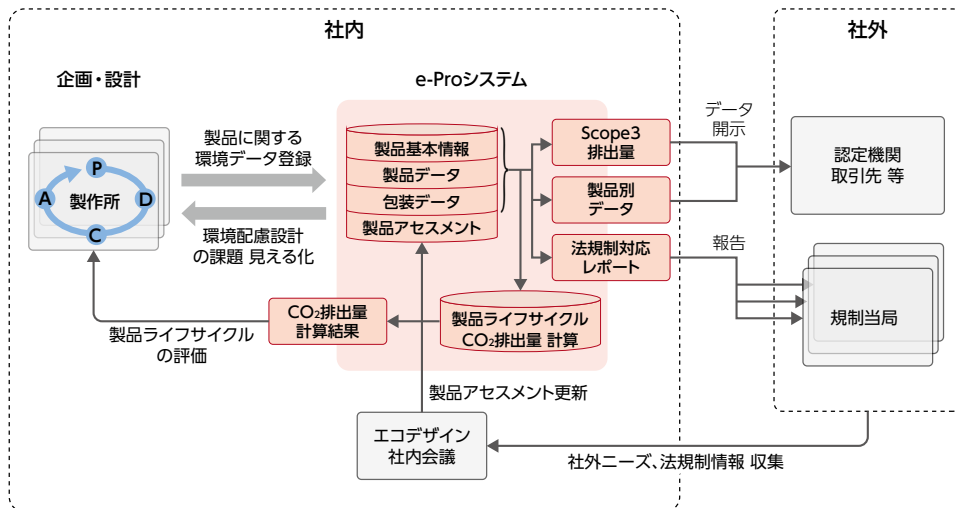 社内
社外
企画・設計
e-Proシステム
P
A
製作所
D
C
製品に関する
環境データ登録
環境配慮設計
の課題 見える化
製品基本情報
製品データ
包装データ
製品アセスメント
Scope3
排出量
製品別
データ
法規制対応
レポート
データ
開示
報告
認定機関
取引先 等
規制当局
製品ライフサイクル
CO₂排出量 計算
CO₂排出量
計算結果
製品ライフサイクル
の評価
製品アセスメント更新
エコデザイン
社内会議
社外ニーズ、法規制情報 収集